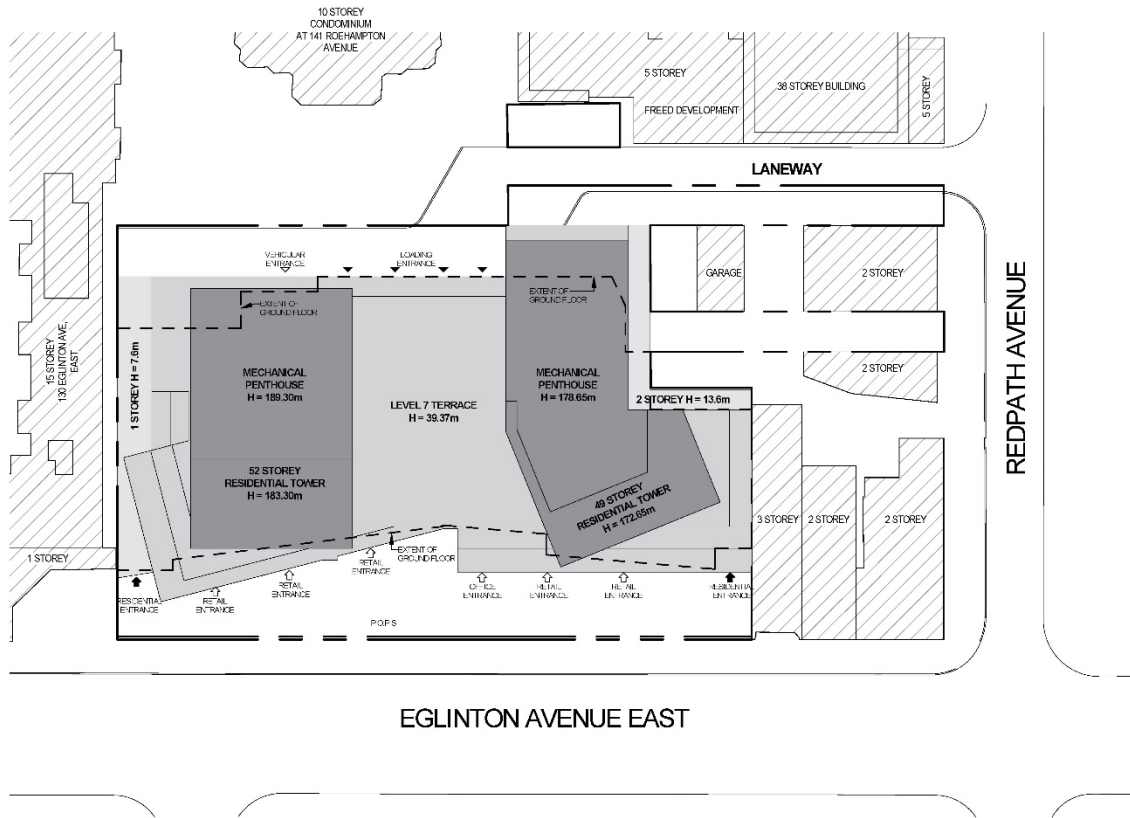 10 STOREY
CONDOMINIUM
AT 141 ROEHAMPTON
AVENUE
5 STOREY
FREED DEVELOPMENT
38 STOREY BUILDING
5 STOREY
LANEWAY
VEHICULAR
ENTRANCE
LOADING
ENTRANCE
EXTENT OF
GROUND FLOOR
EXTENT OF
GROUND FLOOR
GARAGE
2 STOREY
15 STOREY
130 EGLINTON AVE,
EAST
1 STOREY H = 7.6m
MECHANICAL
PENTHOUSE
H = 189.30m
LEVEL 7 TERRACE
H = 39.37m
MECHANICAL
PENTHOUSE
H = 178.65m
2 STOREY H = 13.6m
2 STOREY
REDPATH AVENUE
52 STOREY
RESIDENTIAL TOWER
H = 183.30m
49 STOREY
RESIDENTIAL TOWER
H = 172.65m
3 STOREY
2 STOREY
2 STOREY
1 STOREY
EXTENT OF
GROUND FLOOR
RESIDENTIAL
ENTRANCE
RETAIL
ENTRANCE
RETAIL
ENTRANCE
RETAIL
ENTRANCE
OFFICE
ENTRANCE
RETAIL
ENTRANCE
RETAIL
ENTRANCE
RESIDENTIAL
ENTRANCE
P.O.P.S
EGLINTON AVENUE EAST